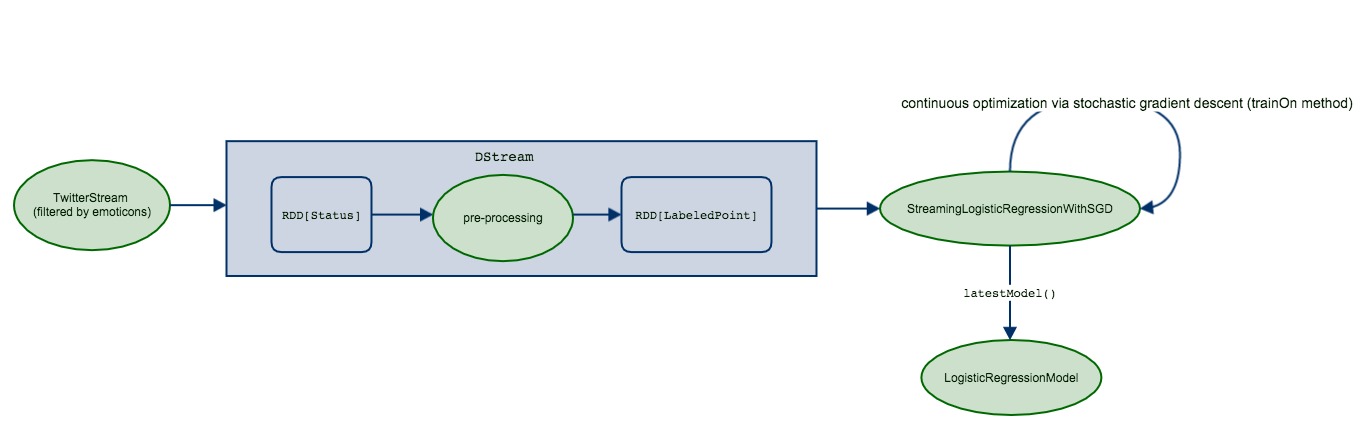 continuous optimization via stochastic gradient descent (trainOn method)
DStream
TwitterStream
(filtered by emoticons)
RDD[Status]
pre-processing
RDD[LabeledPoint]
StreamingLogisticRegressionWithSGD
latestModel()
LogisticRegressionModel